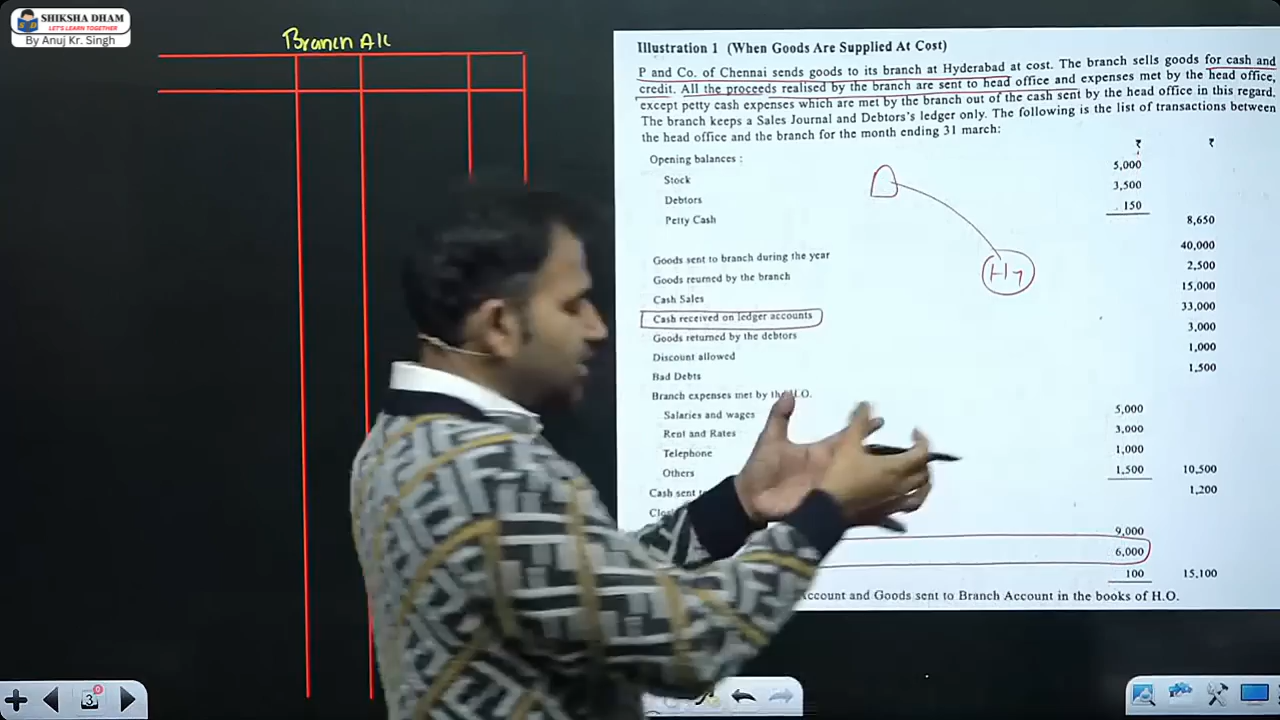 SHIKSHA DHAM
LET'S LEARN TOGETHER
By Anuj Kr. Singh
Branch A/c
Illustration 1 (When Goods Are Supplied At Cost)
P and Co. of Chennai sends goods to its branch at Hyderabad at cost. The branch sells goods for cash and
credit. All the proceeds realised by the branch are sent to head office and expenses met by the head office,
except petty cash expenses which are met by the branch out of the cash sent by the head office in this regard.
The branch keeps a Sales Journal and Debtors's ledger only. The following is the list of transactions between
the head office and the branch for the month ending 31 march:
₹ ₹
Opening balances :
Stock 5,000
Debtors 3,500
Petty Cash 150 8,650
Goods sent to branch during the year 40,000
Goods reurned by the branch 2,500
Cash Sales 15,000
Cash received on ledger accounts 33,000
Goods returned by the debtors 3,000
Discount allowed 1,000
Bad Debts 1,500
Branch expenses met by the H.O.
Salaries and wages 5,000
Rent and Rates 3,000
Telephone 1,000
Others 1,500 10,500
Cash sent 1,200
9,000
6,000
100 15,100
Account and Goods sent to Branch Account in the books of H.O.
Hy
3